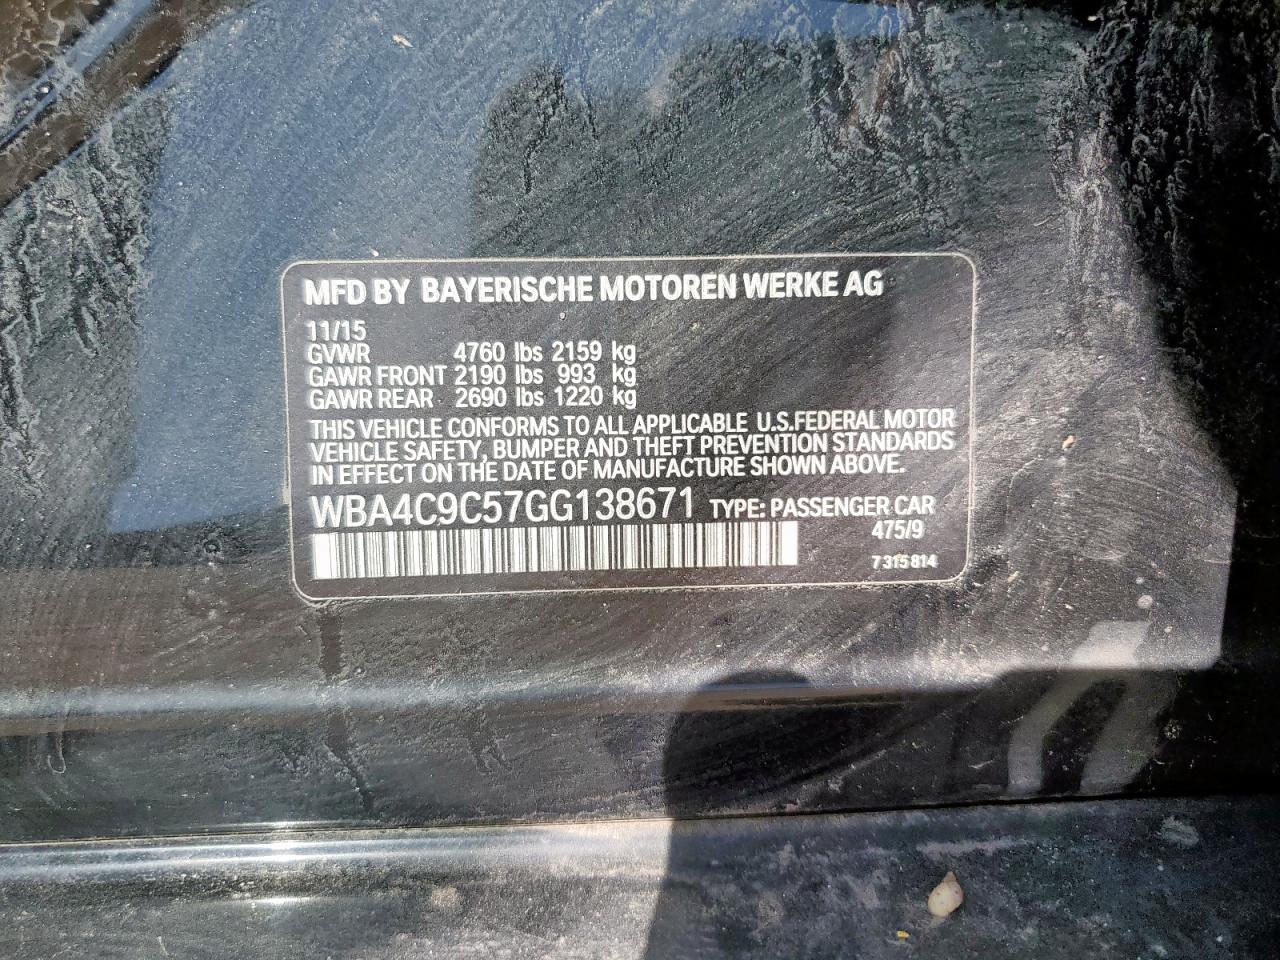 MFD BY BAYERISCHE MOTOREN WERKE AG
11/15
GVWR 4760 lbs 2159 kg
GAWR FRONT 2190 lbs 993 kg
GAWR REAR 2690 lbs 1220 kg
THIS VEHICLE CONFORMS TO ALL APPLICABLE U.S.FEDERAL MOTOR
VEHICLE SAFETY, BUMPER AND THEFT PREVENTION STANDARDS
IN EFFECT ON THE DATE OF MANUFACTURE SHOWN ABOVE.
WBA4C9C57GG138671 TYPE: PASSENGER CAR
475/9
7 315 814